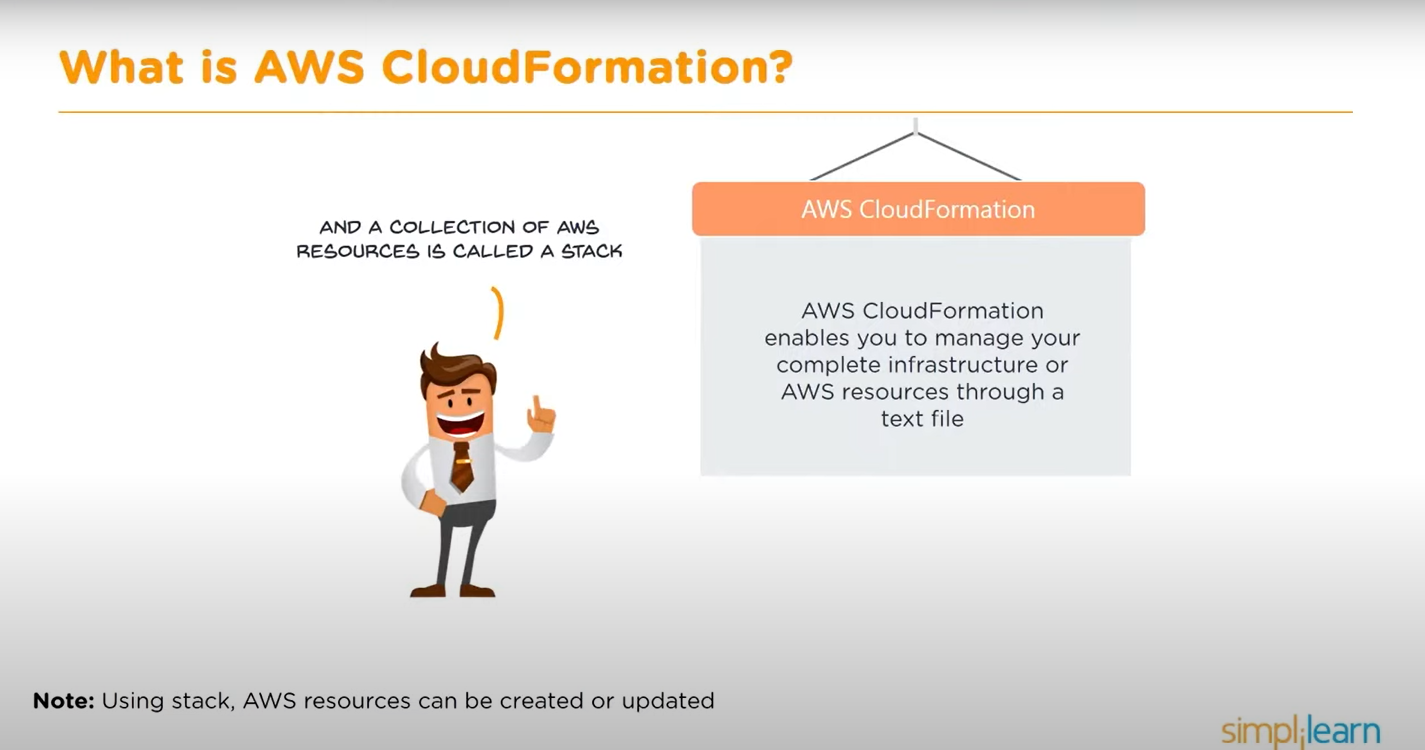 What is AWS CloudFormation?
AND A COLLECTION OF AWS
RESOURCES IS CALLED A STACK
AWS CloudFormation
AWS CloudFormation
enables you to manage your
complete infrastructure or
AWS resources through a
text file
Note: Using stack, AWS resources can be created or updated
simplilearn